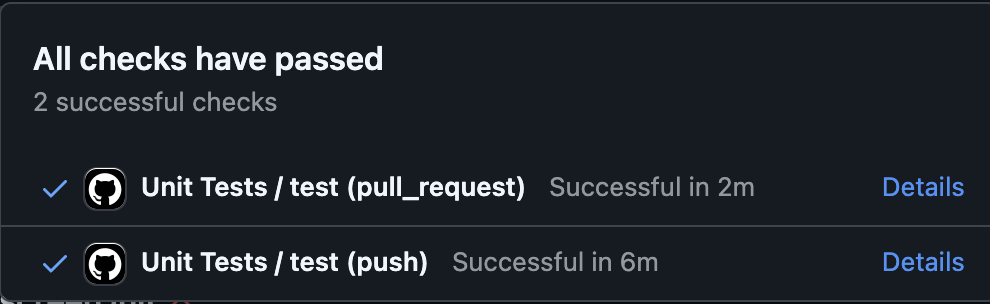 All checks have passed
2 successful checks
Unit Tests / test (pull_request) Successful in 2m Details
Unit Tests / test (push) Successful in 6m Details